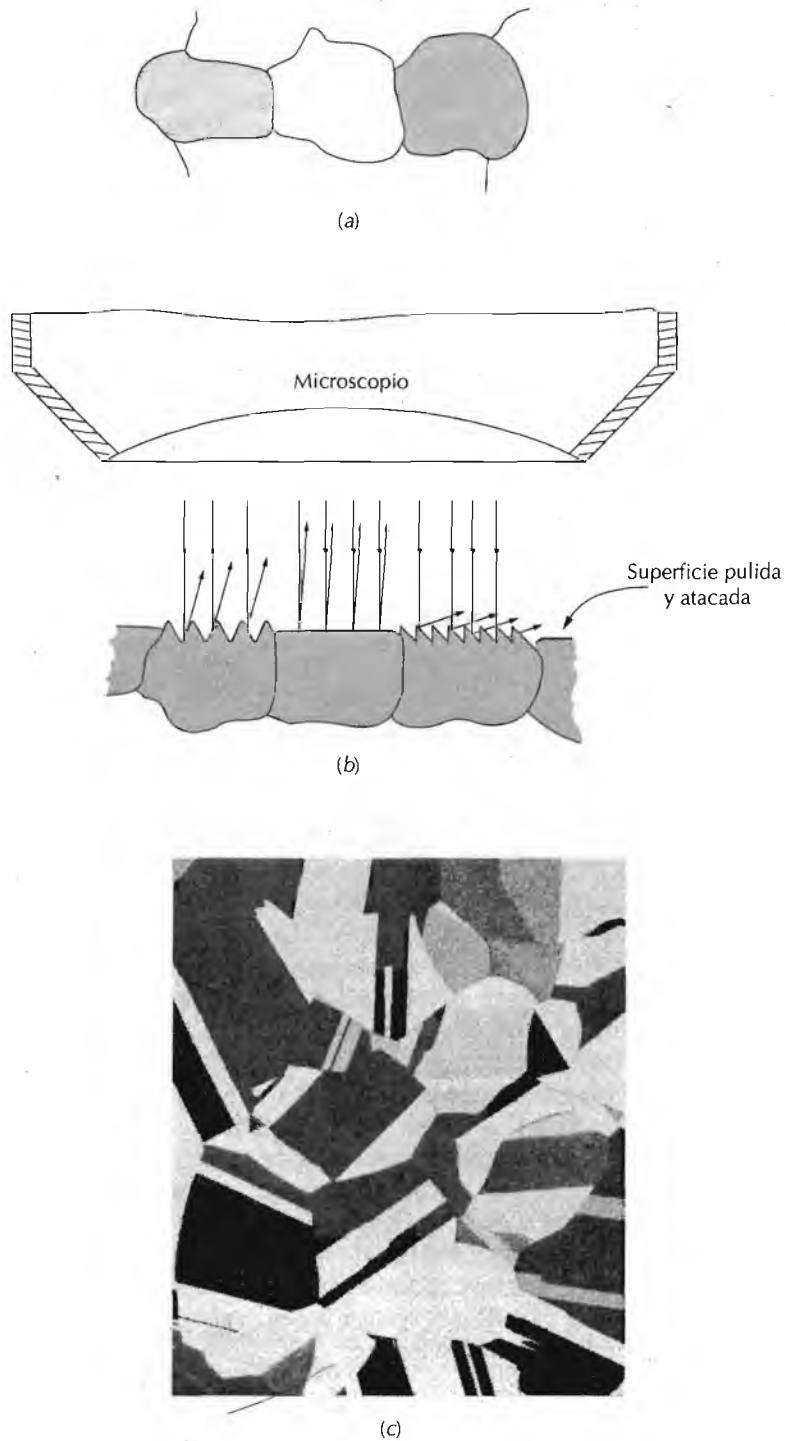 (a)
Microscopio
Superficie pulida
y atacada
(b)
(c)